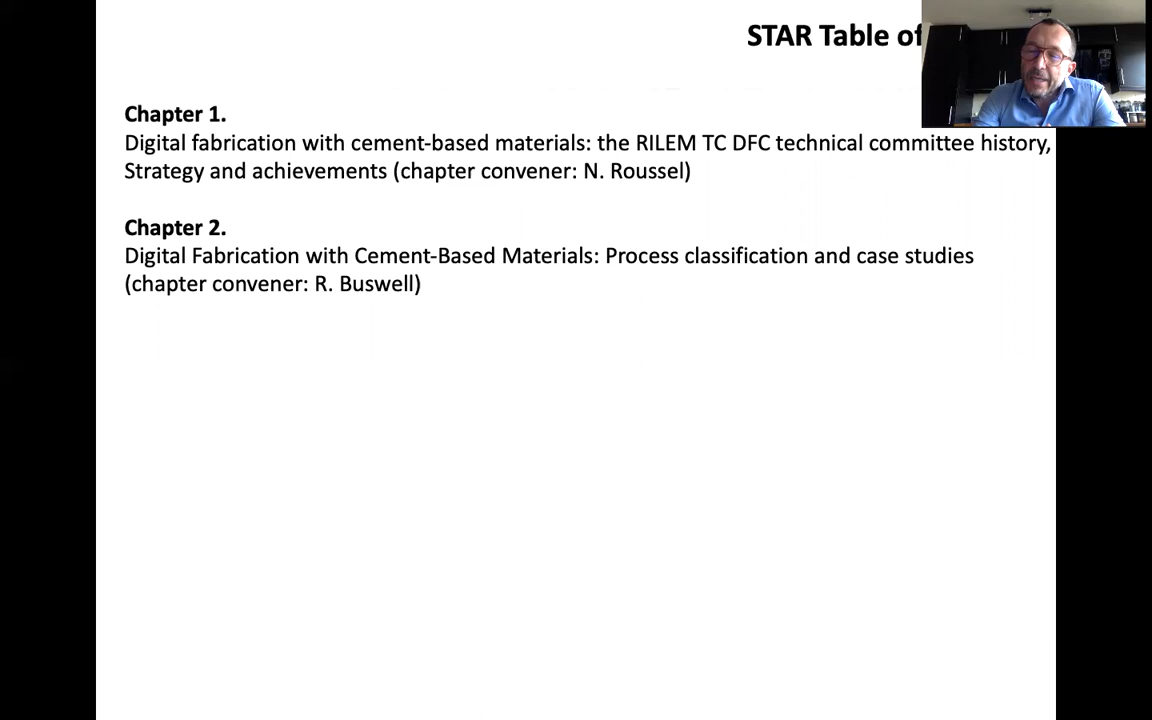 STAR Table of
Chapter 1.
Digital fabrication with cement-based materials: the RILEM TC DFC technical committee history,
Strategy and achievements (chapter convener: N. Roussel)
Chapter 2.
Digital Fabrication with Cement-Based Materials: Process classification and case studies
(chapter convener: R. Buswell)